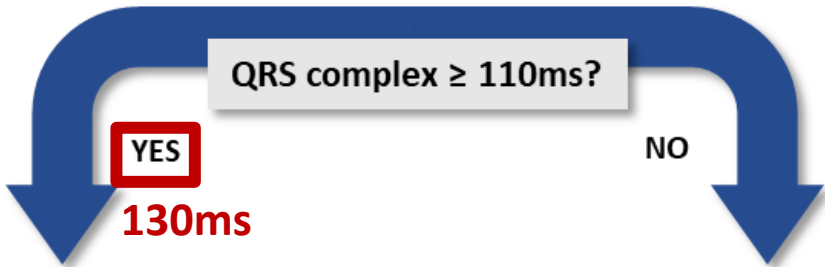 QRS complex ≥ 110ms?
YES
NO
130ms